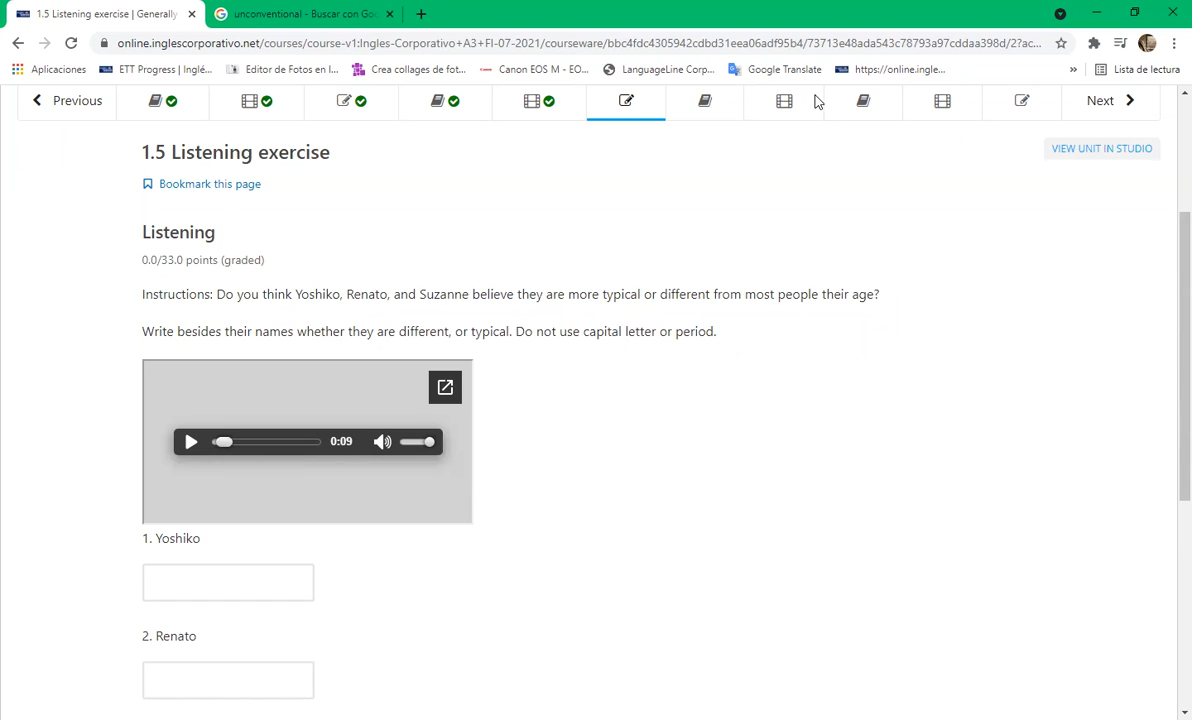 1.5 Listening exercise | Generally
unconventional - Buscar con Goo
online.inglescorporativo.net/courses/course-v1:Ingles-Corporativo+A3+FI-07-2021/courseware/bbc4fdc4305942cdbd31eea06adf95b4/73713e48ada543c78793a97cddaa398d/2?ac...
Aplicaciones
ETT Progress | Inglé...
Editor de Fotos en l...
Crea collages de fot...
Canon EOS M - EO...
LanguageLine Corp...
Google Translate
https://online.ingle...
»
Lista de lectura
Previous
Next
1.5 Listening exercise
VIEW UNIT IN STUDIO
Bookmark this page
Listening
0.0/33.0 points (graded)
Instructions: Do you think Yoshiko, Renato, and Suzanne believe they are more typical or different from most people their age?
Write besides their names whether they are different, or typical. Do not use capital letter or period.
0:09
1. Yoshiko
2. Renato